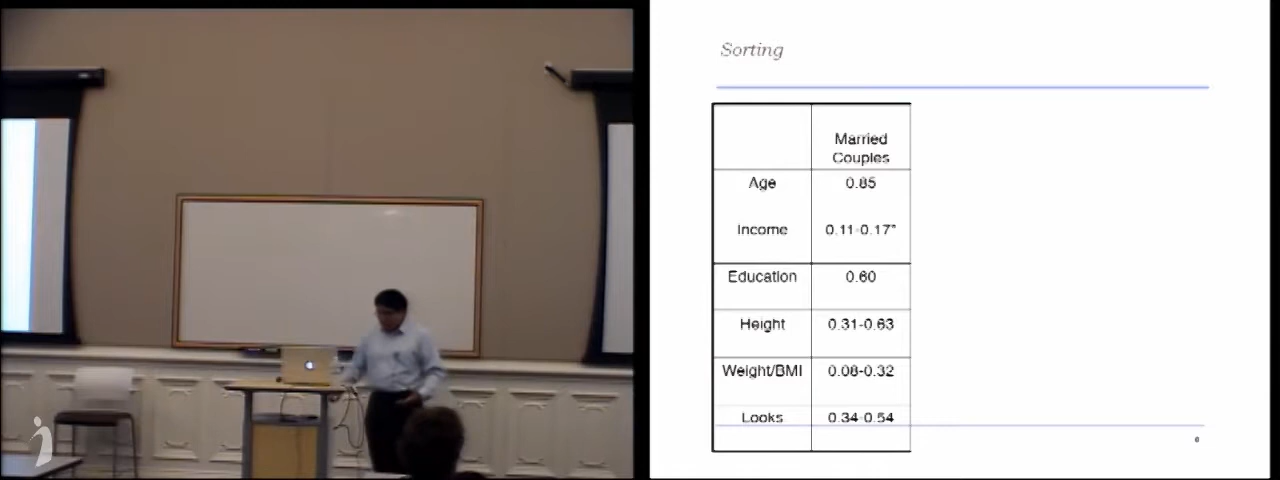 Sorting
Married
Couples
Age 0.85
Income 0.11-0.17*
Education 0.60
Height 0.31-0.63
Weight/BMI 0.08-0.32
Looks 0.34-0.54